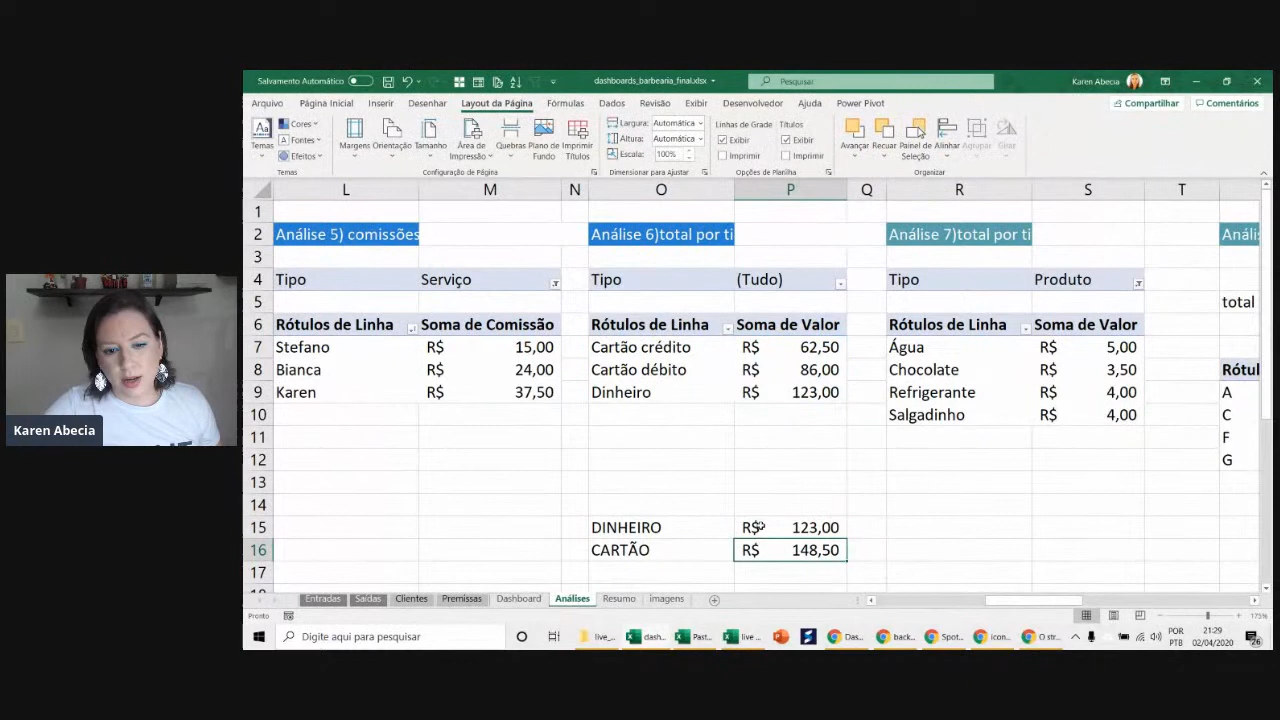 Salvamento Automático
dashboards_barbearia_final.xlsx
Pesquisar
Karen Abecia
Arquivo Página Inicial Inserir Desenhar Layout da Página Fórmulas Dados Revisão Exibir Desenvolvedor Ajuda Power Pivot
Compartilhar Comentários
Temas
Cores
Fontes
Efeitos
Temas
Margens Orientação Tamanho Área de Impressão Quebras Plano de Fundo Imprimir Títulos
Configuração de Página
Largura: Automática
Altura: Automática
Escala: 100%
Dimensionar para Ajustar
Linhas de Grade Títulos
Exibir Exibir
Imprimir Imprimir
Opções de Planilha
Avançar Recuar Painel de Seleção Alinhar Agrupar Girar
Organizar
L M N O P Q R S T
1
2 Análise 5) comissões Análise 6)total por ti Análise 7)total por ti Análi
3
4 Tipo Serviço Tipo (Tudo) Tipo Produto
5 total
6 Rótulos de Linha Soma de Comissão Rótulos de Linha Soma de Valor Rótulos de Linha Soma de Valor
7 Stefano R$ 15,00 Cartão crédito R$ 62,50 Água R$ 5,00
8 Bianca R$ 24,00 Cartão débito R$ 86,00 Chocolate R$ 3,50 Rótul
9 Karen R$ 37,50 Dinheiro R$ 123,00 Refrigerante R$ 4,00 A
10 Salgadinho R$ 4,00 C
11 F
12 G
13
14
15 DINHEIRO R$ 123,00
16 CARTÃO R$ 148,50
17
Entradas Saídas Clientes Premissas Dashboard Análises Resumo imagens
Pronto
173%
Digite aqui para pesquisar
live_... dash... Past... live ... Das... back... Spot... icon... O str...
POR
PTB
21:29
02/04/2020
26
Karen Abecia